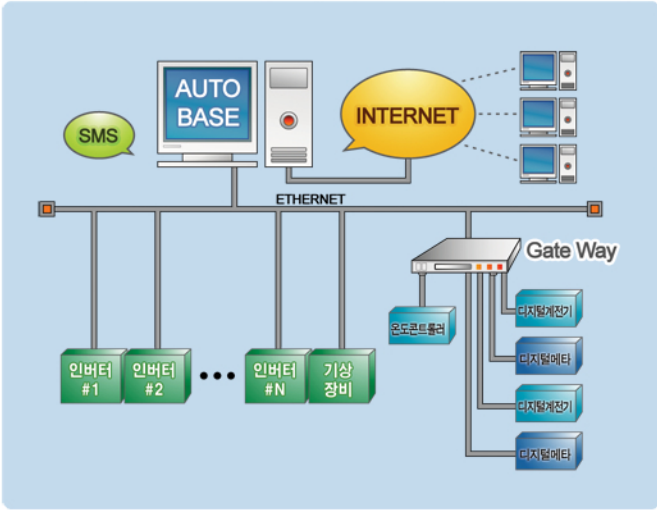 AUTO
BASE
SMS
INTERNET
ETHERNET
Gate Way
온도콘트롤러
디지털계전기
디지털메타
디지털계전기
디지털메타
인버터
#1
인버터
#2
인버터
#N
기상
장비